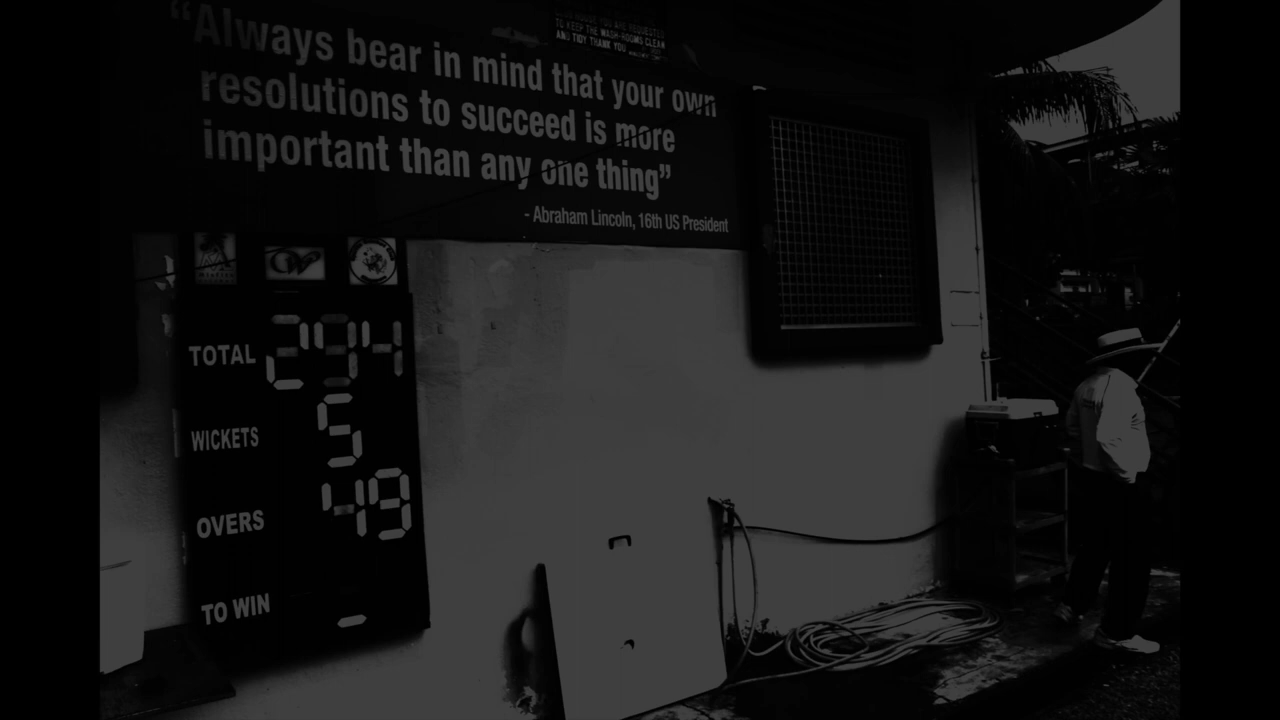 TO KEEP THE WASH-ROOMS CLEAN
AND TIDY THANK YOU
“Always bear in mind that your own
resolutions to succeed is more
important than any one thing”
- Abraham Lincoln, 16th US President
TOTAL 294
WICKETS 5
OVERS 49
TO WIN -